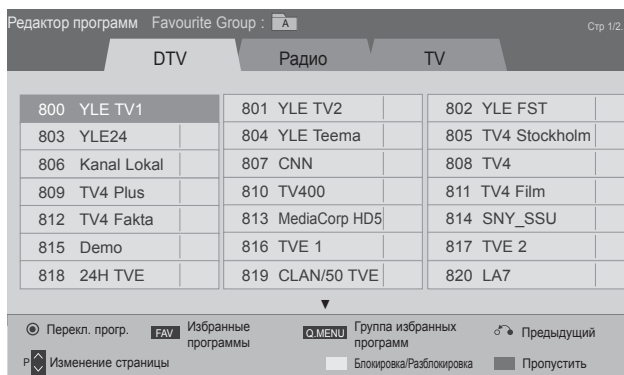 Редактор программ Favourite Group : A Стр 1/2.
DTV Радио TV
800 YLE TV1 801 YLE TV2 802 YLE FST
803 YLE24 804 YLE Teema 805 TV4 Stockholm
806 Kanal Lokal 807 CNN 808 TV4
809 TV4 Plus 810 TV400 811 TV4 Film
812 TV4 Fakta 813 MediaCorp HD5 814 SNY_SSU
815 Demo 816 TVE 1 817 TVE 2
818 24H TVE 819 CLAN/50 TVE 820 LA7
▼
Перекл. прогр. FAV Избранные программы Q.MENU Группа избранных программ Предыдущий
P Изменение страницы Блокировка/Разблокировка Пропустить